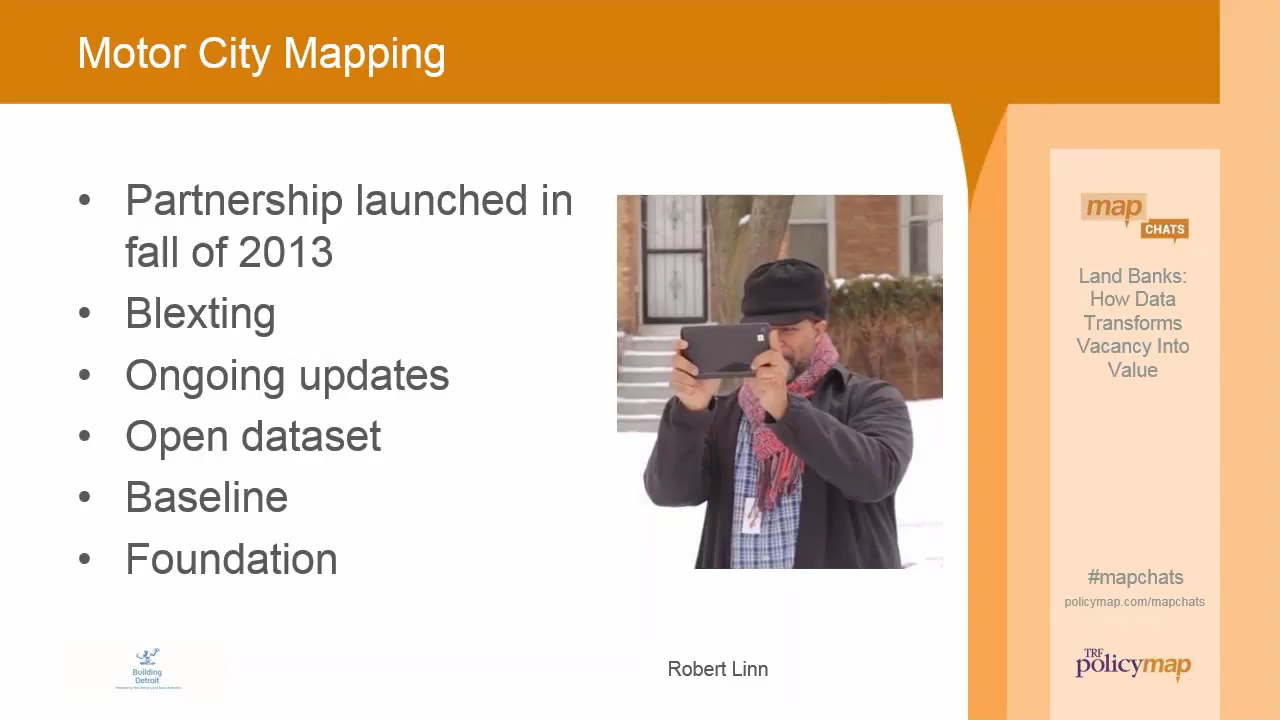 Motor City Mapping
• Partnership launched in
fall of 2013
• Blexting
• Ongoing updates
• Open dataset
• Baseline
• Foundation
Building
Detroit
Robert Linn
map
CHATS
Land Banks:
How Data
Transforms
Vacancy Into
Value
#mapchats
policymap.com/mapchats
TRF
policymap